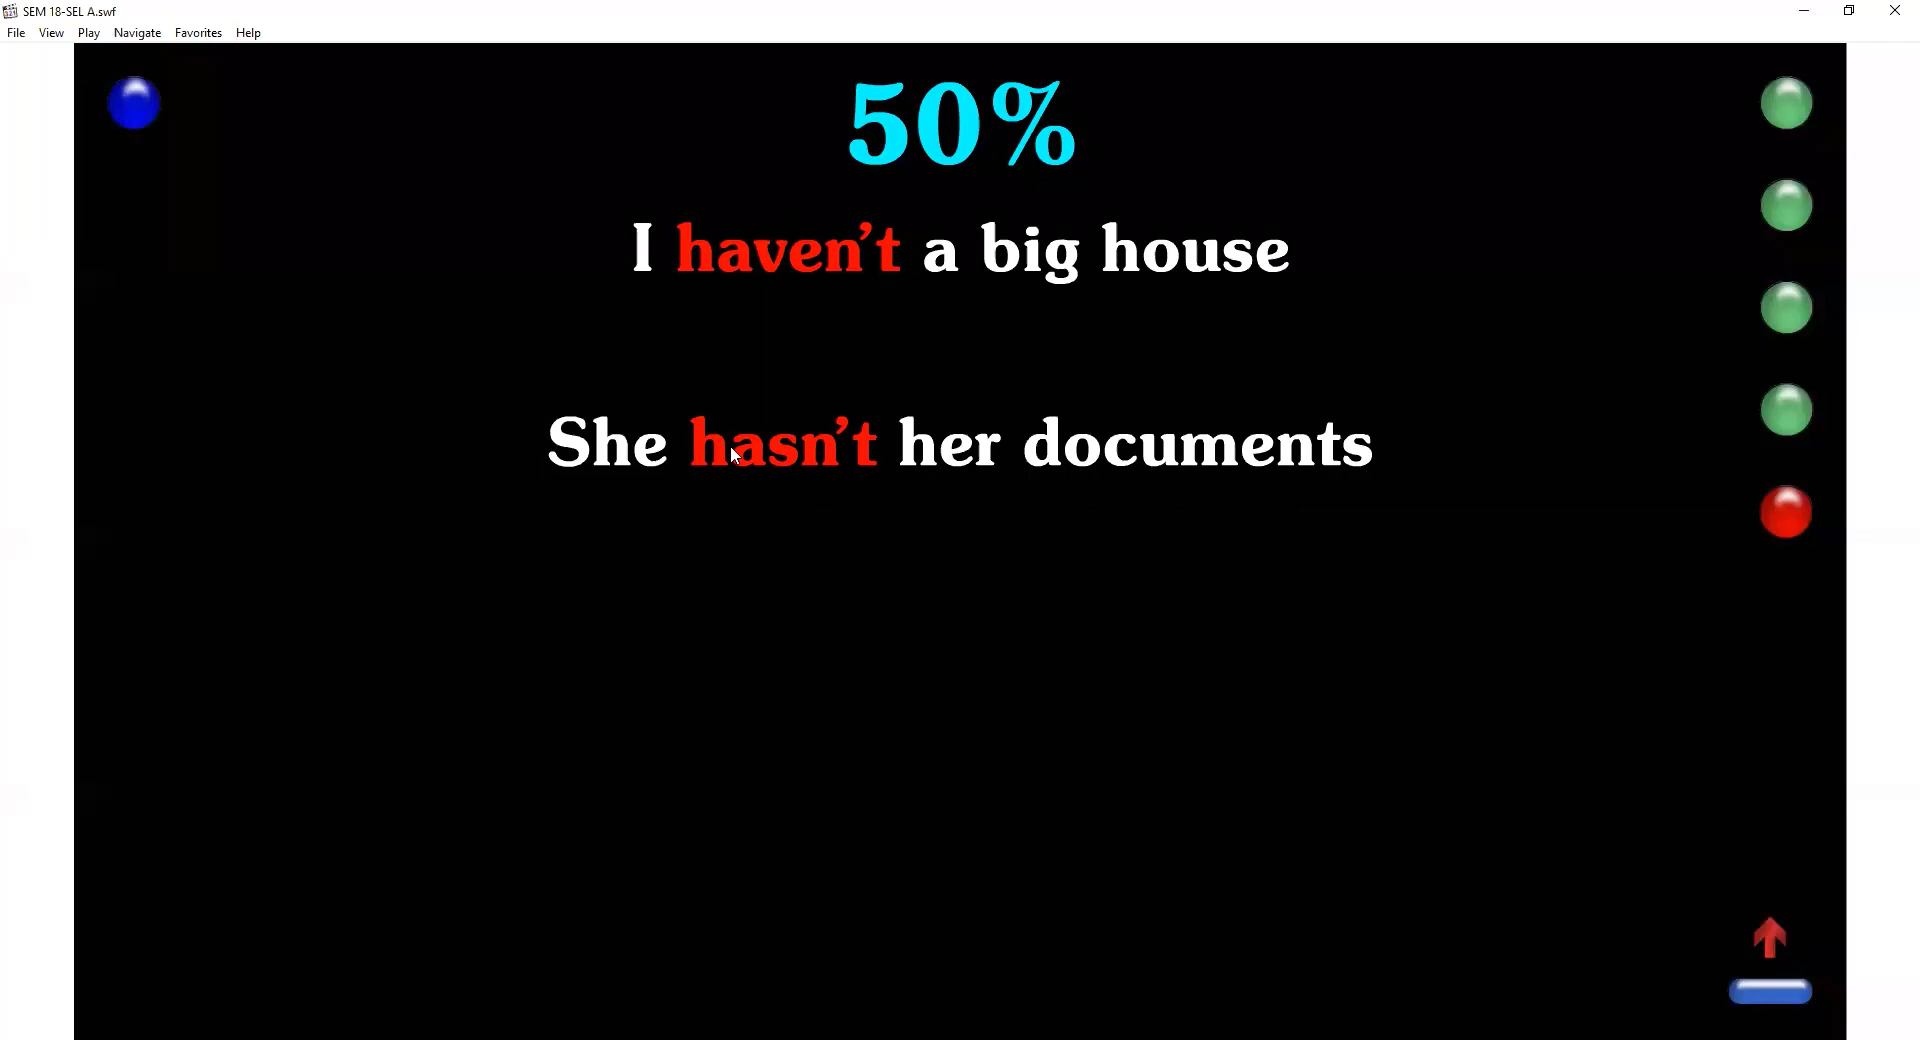 SEM 18-SEL A.swf
File View Play Navigate Favorites Help
50%
I haven’t a big house
She hasn’t her documents